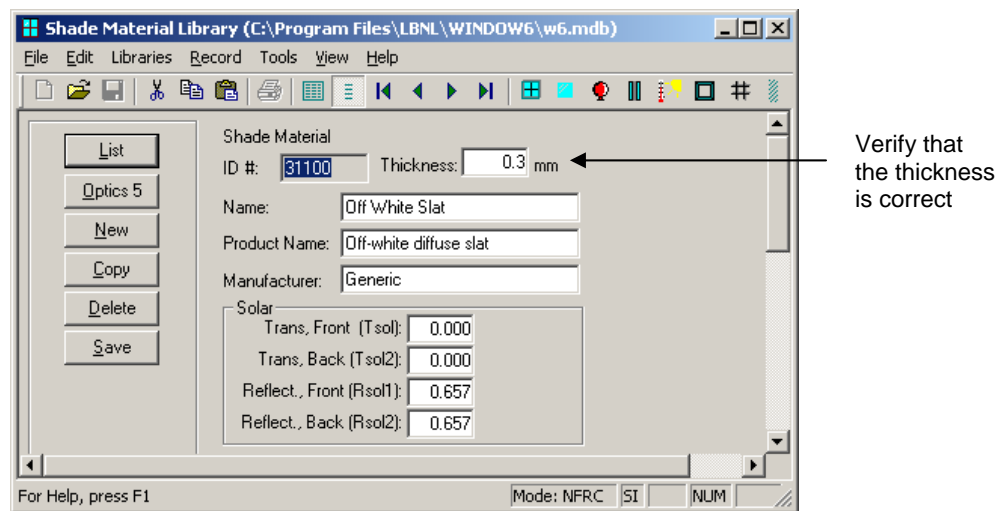 Shade Material Library (C:\Program Files\LBNL\WINDOW6\w6.mdb)
File Edit Libraries Record Tools View Help
List
Optics 5
New
Copy
Delete
Save
Shade Material
ID #: 31100 Thickness: 0.3 mm
Name: Off White Slat
Product Name: Off-white diffuse slat
Manufacturer: Generic
Solar
Trans, Front (Tsol): 0.000
Trans, Back (Tsol2): 0.000
Reflect., Front (Rsol1): 0.657
Reflect., Back (Rsol2): 0.657
For Help, press F1
Mode: NFRC SI NUM
Verify that
the thickness
is correct